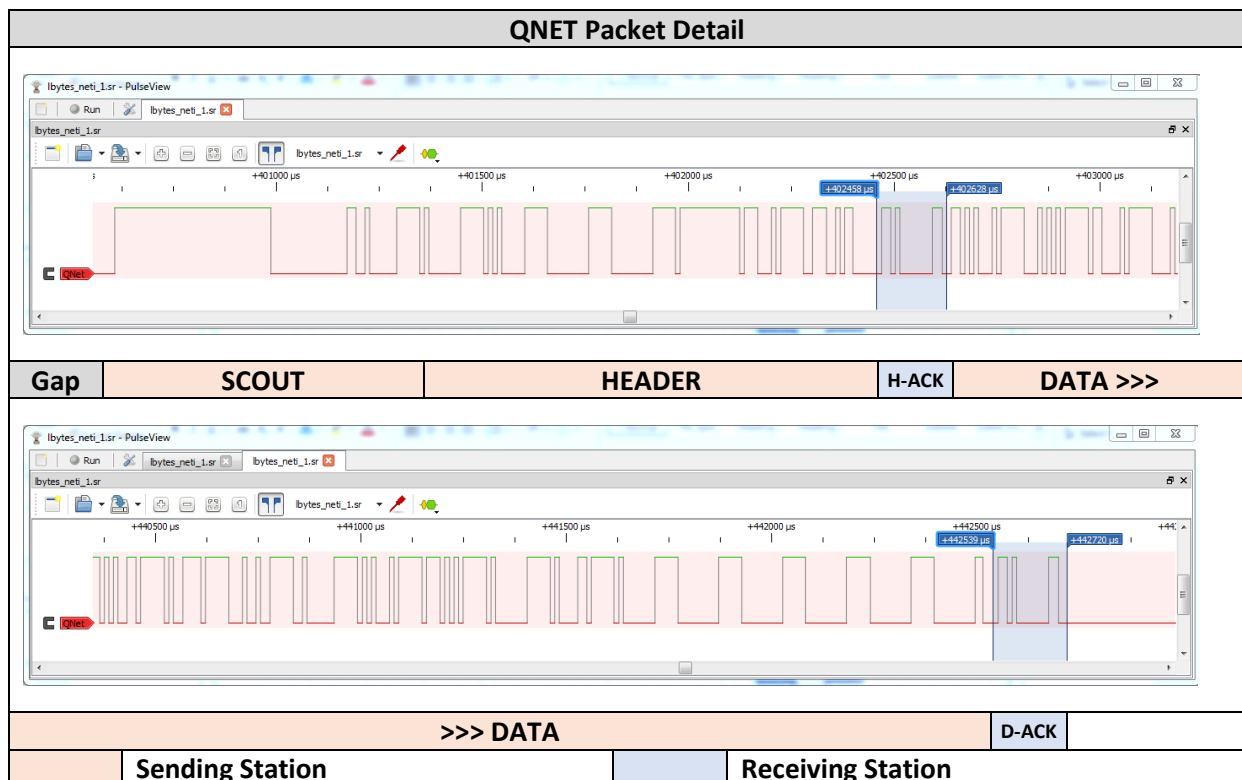 QNET Packet Detail
lbytes_neti_1.sr - PulseView
Run lbytes_neti_1.sr
lbytes_neti_1.sr
lbytes_neti_1.sr
+401000 µs +401500 µs +402000 µs +402500 µs +403000 µs
+402458 µs +402628 µs
QNet
Gap SCOUT HEADER H-ACK DATA >>>
lbytes_neti_1.sr - PulseView
Run lbytes_neti_1.sr lbytes_neti_1.sr
lbytes_neti_1.sr
lbytes_neti_1.sr
+440500 µs +441000 µs +441500 µs +442000 µs +442500 µs
+442539 µs +442720 µs
QNet
>>> DATA D-ACK
Sending Station Receiving Station